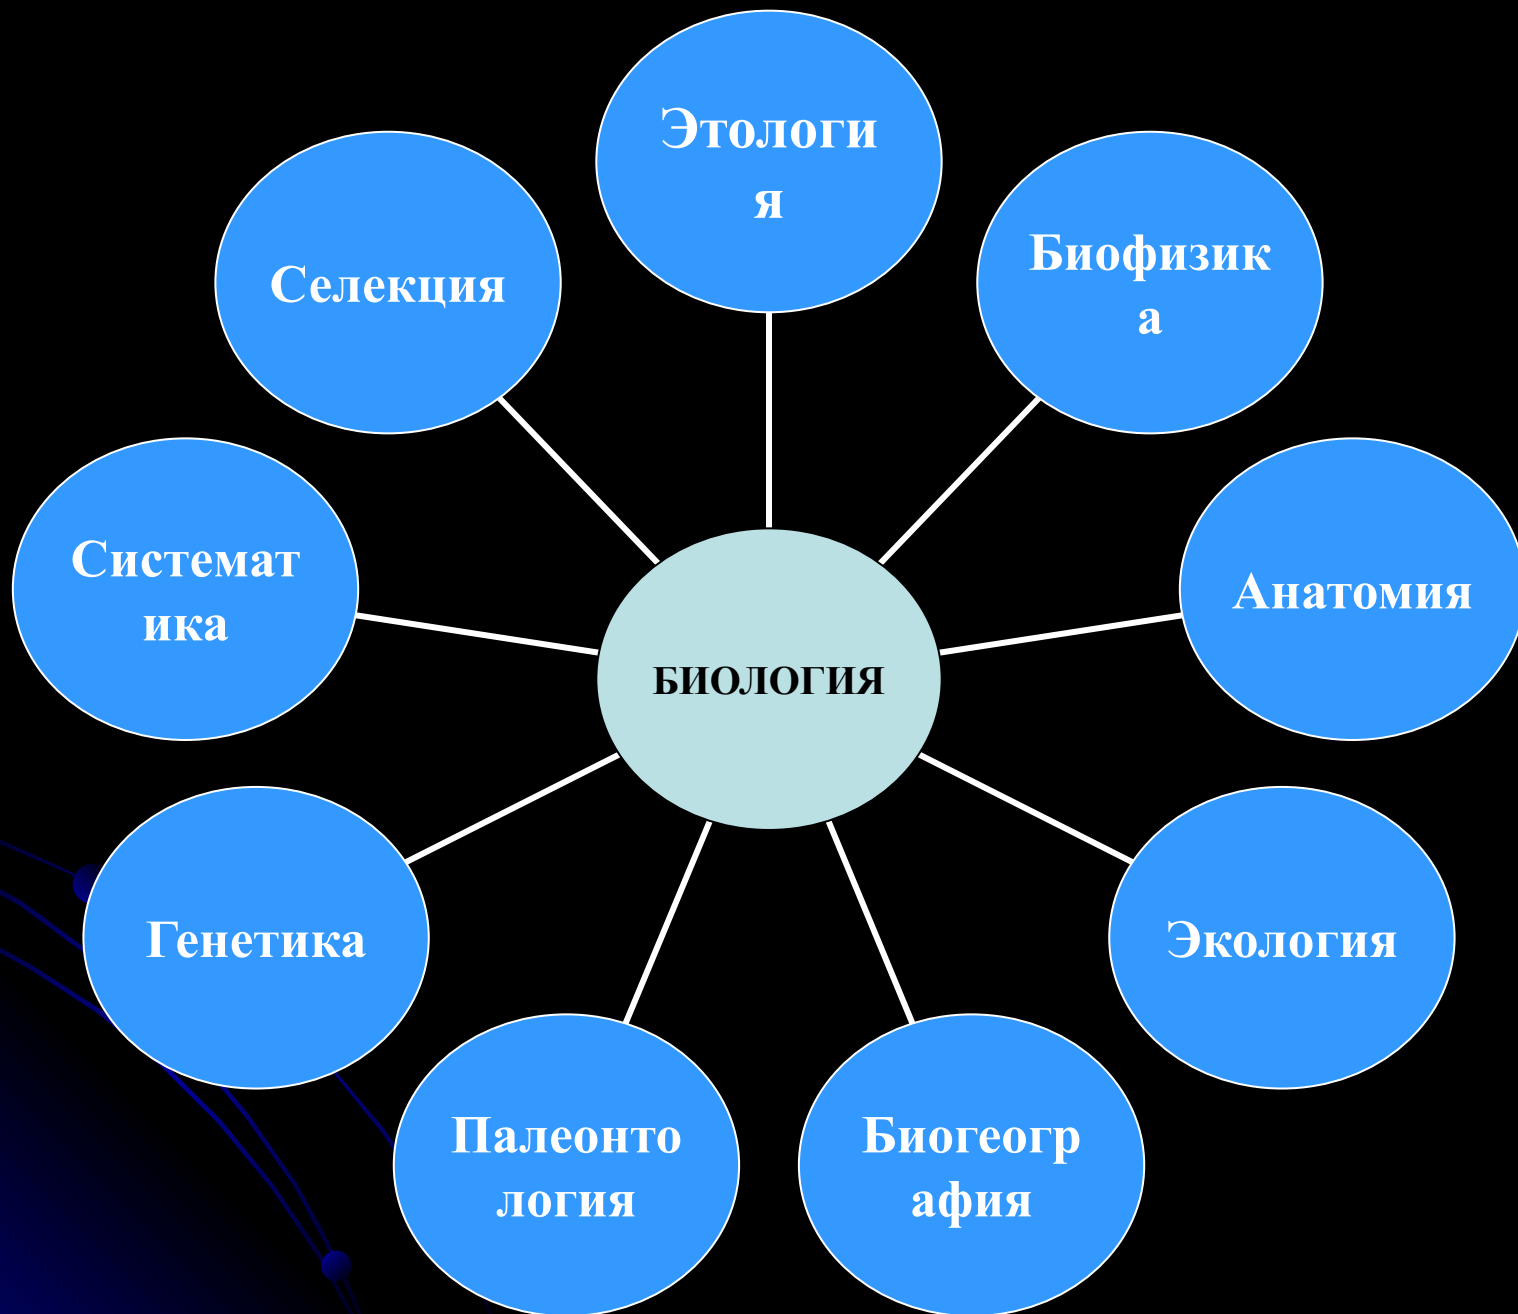 Этологи
я
Биофизик
а
Селекция
Системат
ика
Анатомия
БИОЛОГИЯ
Генетика
Экология
Палеонто
логия
Биогеогр
афия